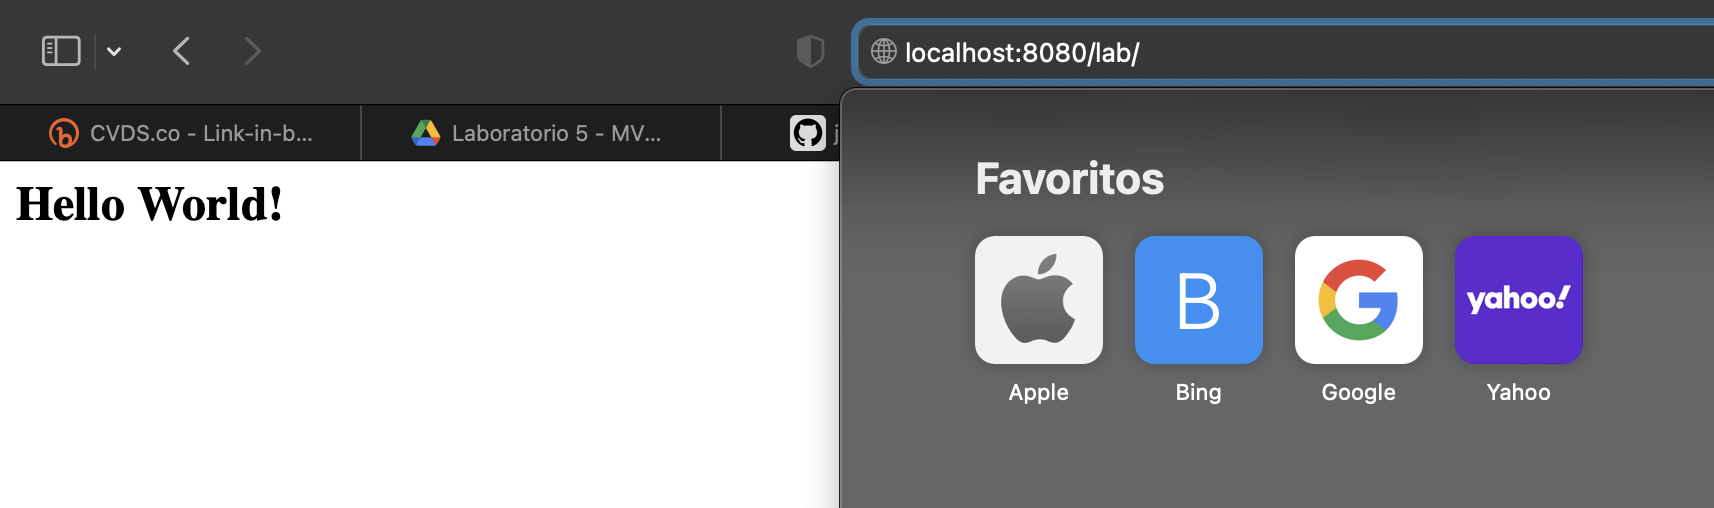 localhost:8080/lab/
CVDS.co - Link-in-b...
Laboratorio 5 - MV...
j
Hello World!
Favoritos
B
yahoo!
Apple
Bing
Google
Yahoo